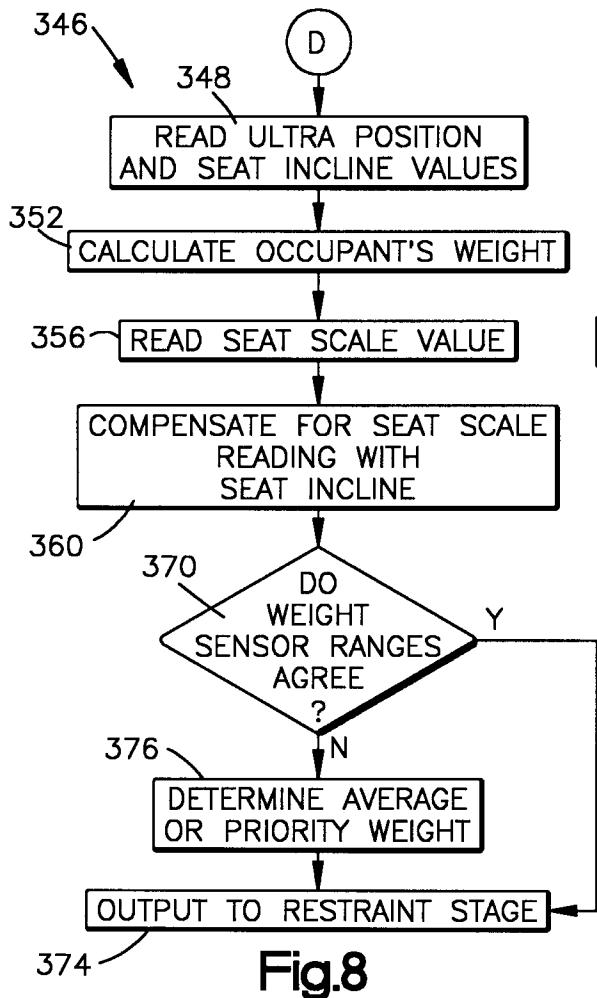 346
D
348
READ ULTRA POSITION
AND SEAT INCLINE VALUES
352
CALCULATE OCCUPANT'S WEIGHT
356
READ SEAT SCALE VALUE
COMPENSATE FOR SEAT SCALE
READING WITH
SEAT INCLINE
360
370
DO
WEIGHT
SENSOR RANGES
AGREE
?
Y
N
376
DETERMINE AVERAGE
OR PRIORITY WEIGHT
OUTPUT TO RESTRAINT STAGE
374
Fig.8